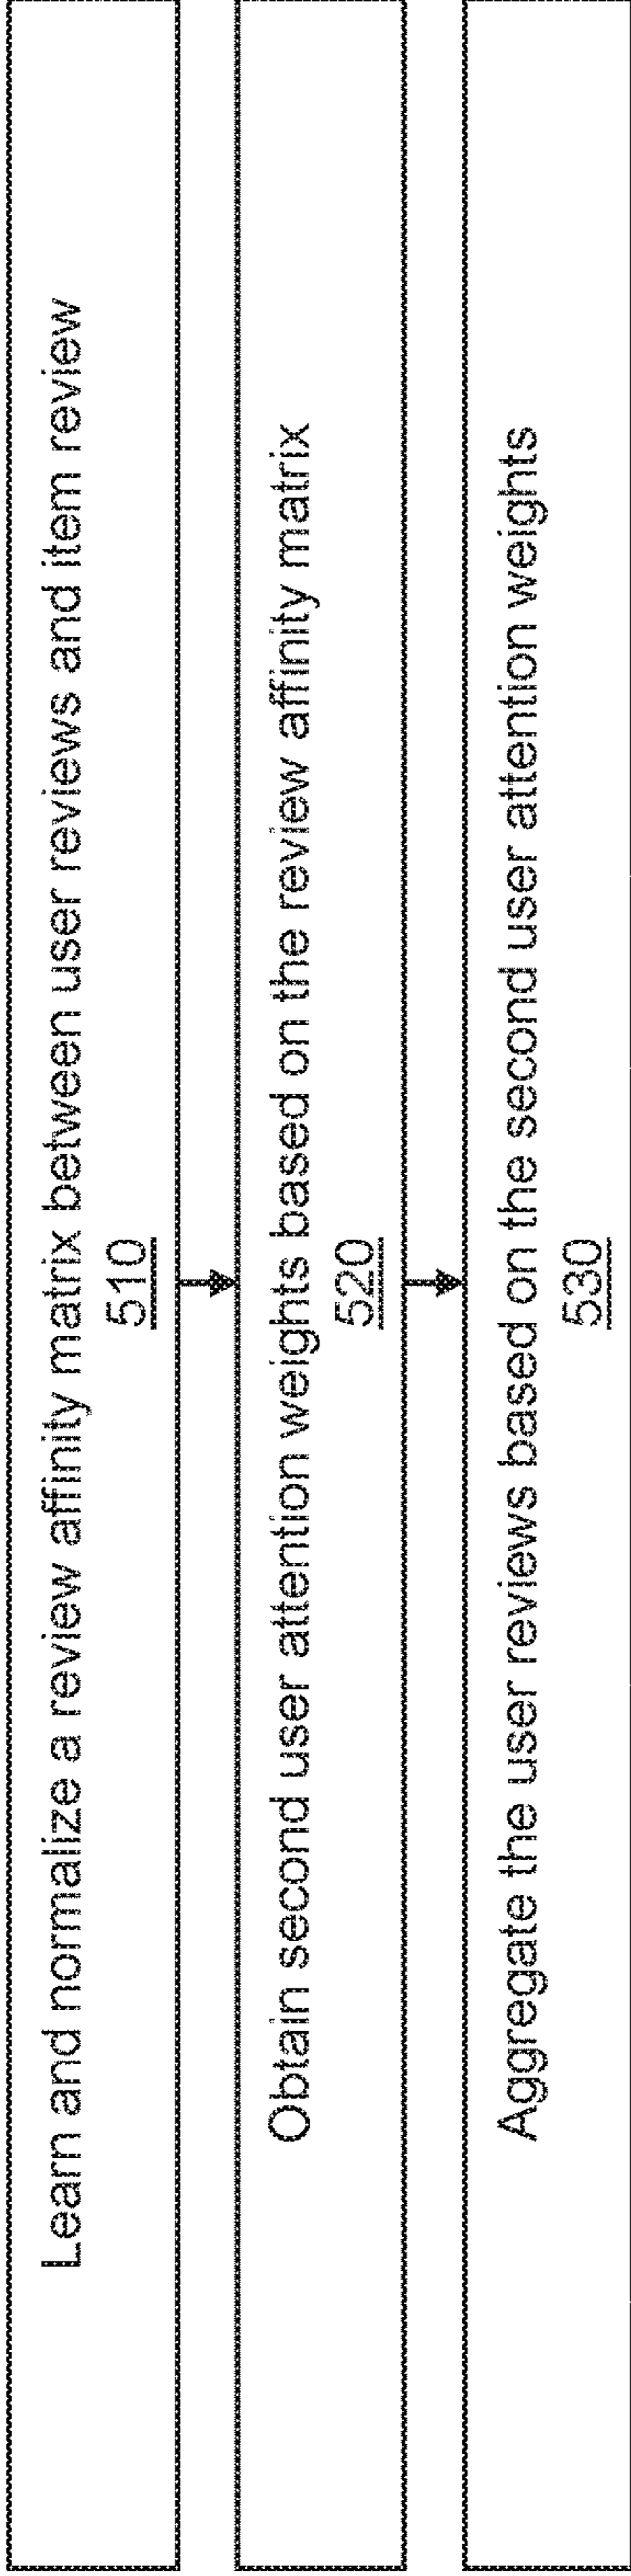 Learn and normalize a review affinity matrix between user reviews and item review
510
Obtain second user attention weights based on the review affinity matrix
520
Aggregate the user reviews based on the second user attention weights
530